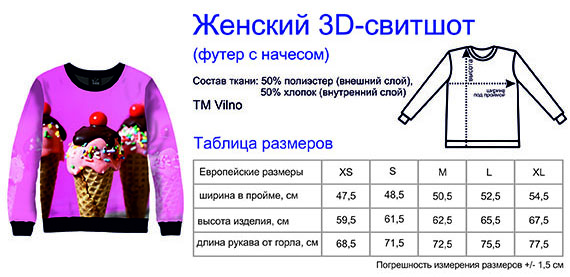 Женский 3D-свитшот
(футер с начесом)
Состав ткани: 50% полиэстер (внешний слой),
50% хлопок (внутренний слой)
ТМ Vilno
высота
ширина
под проймой
Таблица размеров
Европейские размеры XS S M L XL
ширина в пройме, см 47,5 48,5 50,5 52,5 54,5
высота изделия, см 59,5 61,5 62,5 65,5 67,5
длина рукава от горла, см 68,5 71,5 72,5 75,5 77,5
Погрешность измерения размеров +/- 1,5 см